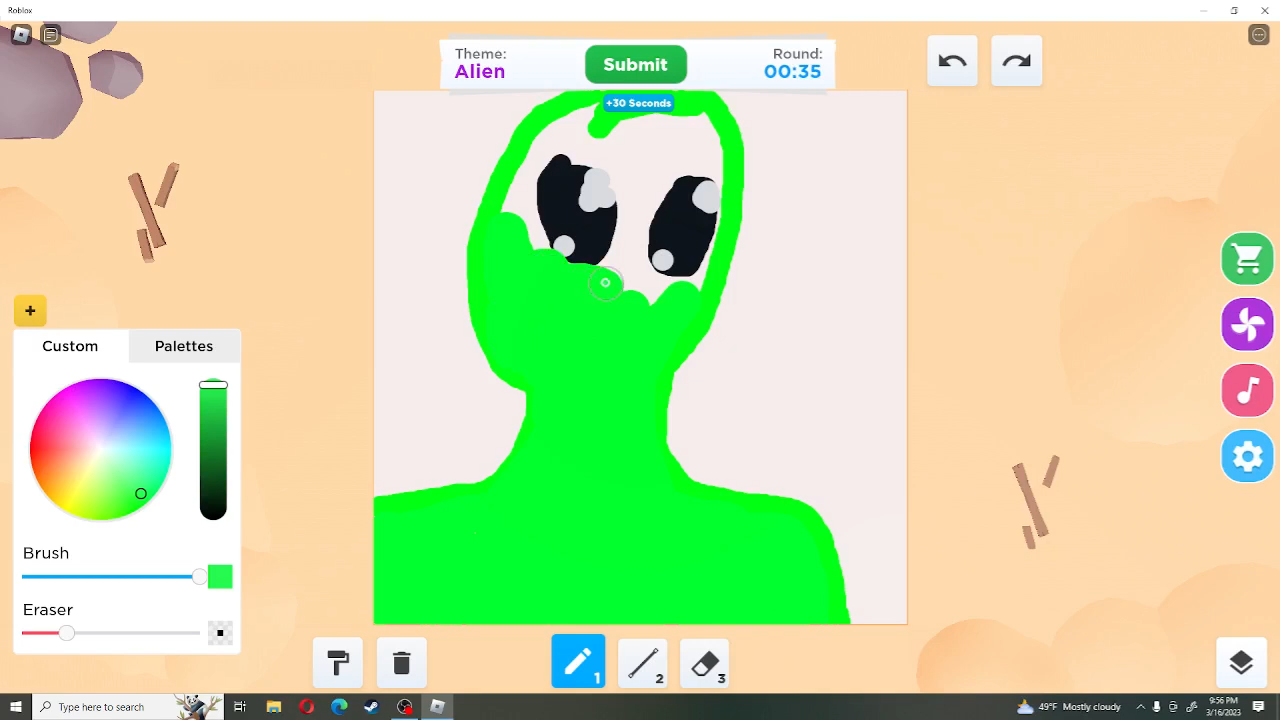 Roblox
Theme:
Alien
Submit
Round:
00:35
+30 Seconds
+
Custom
Palettes
Brush
Eraser
1
2
3
Type here to search
49°F Mostly cloudy
9:56 PM
3/16/2023